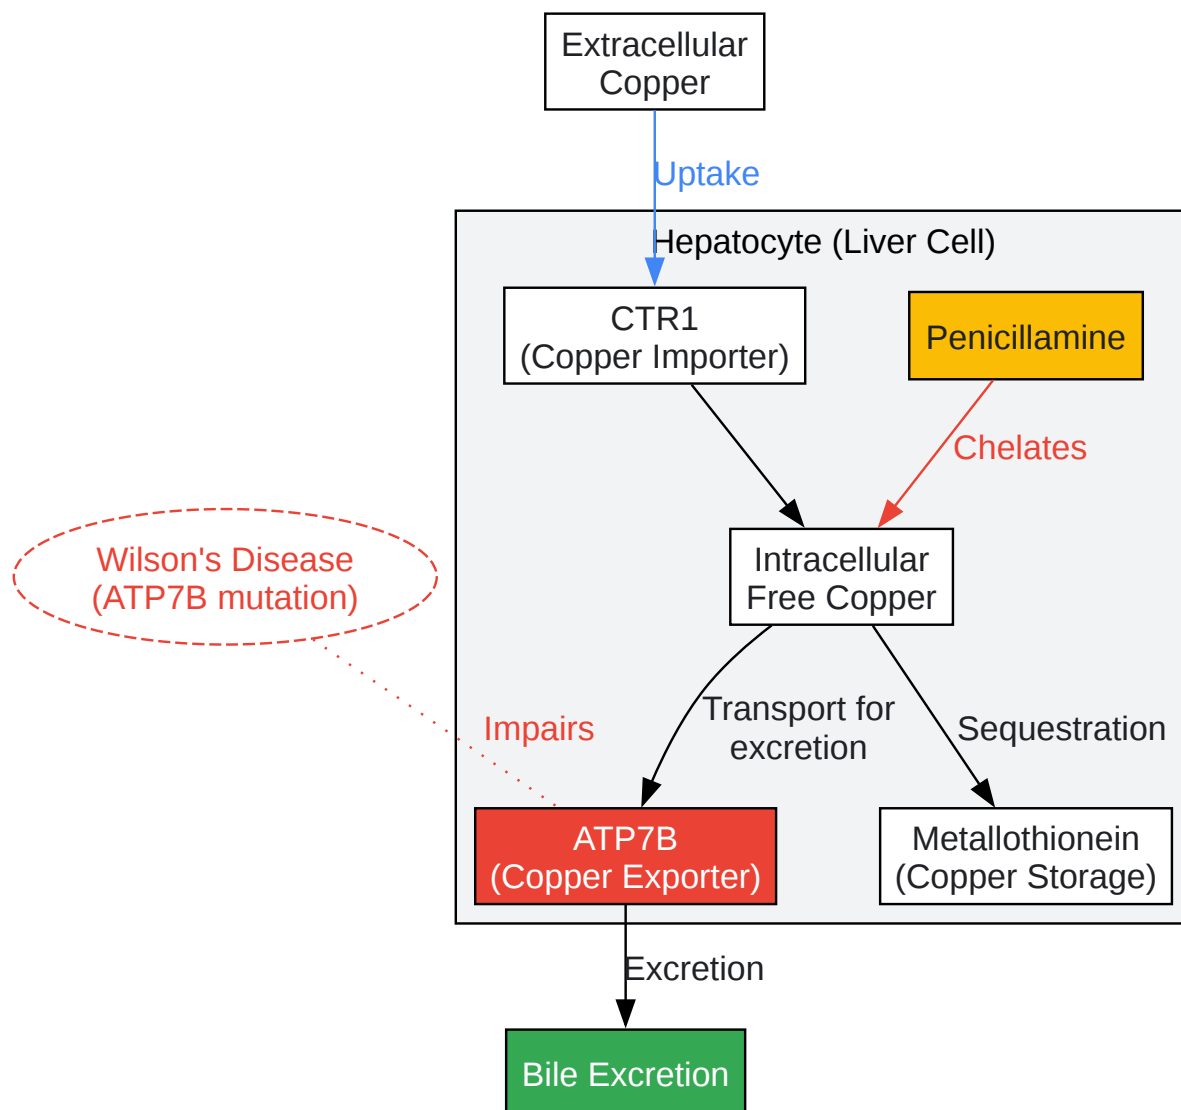 Extracellular
Copper
Uptake
Hepatocyte (Liver Cell)
CTR1
(Copper Importer)
Penicillamine
Chelates
Intracellular
Free Copper
Wilson's Disease
(ATP7B mutation)
Impairs
Transport for
excretion
Sequestration
ATP7B
(Copper Exporter)
Metallothionein
(Copper Storage)
Excretion
Bile Excretion